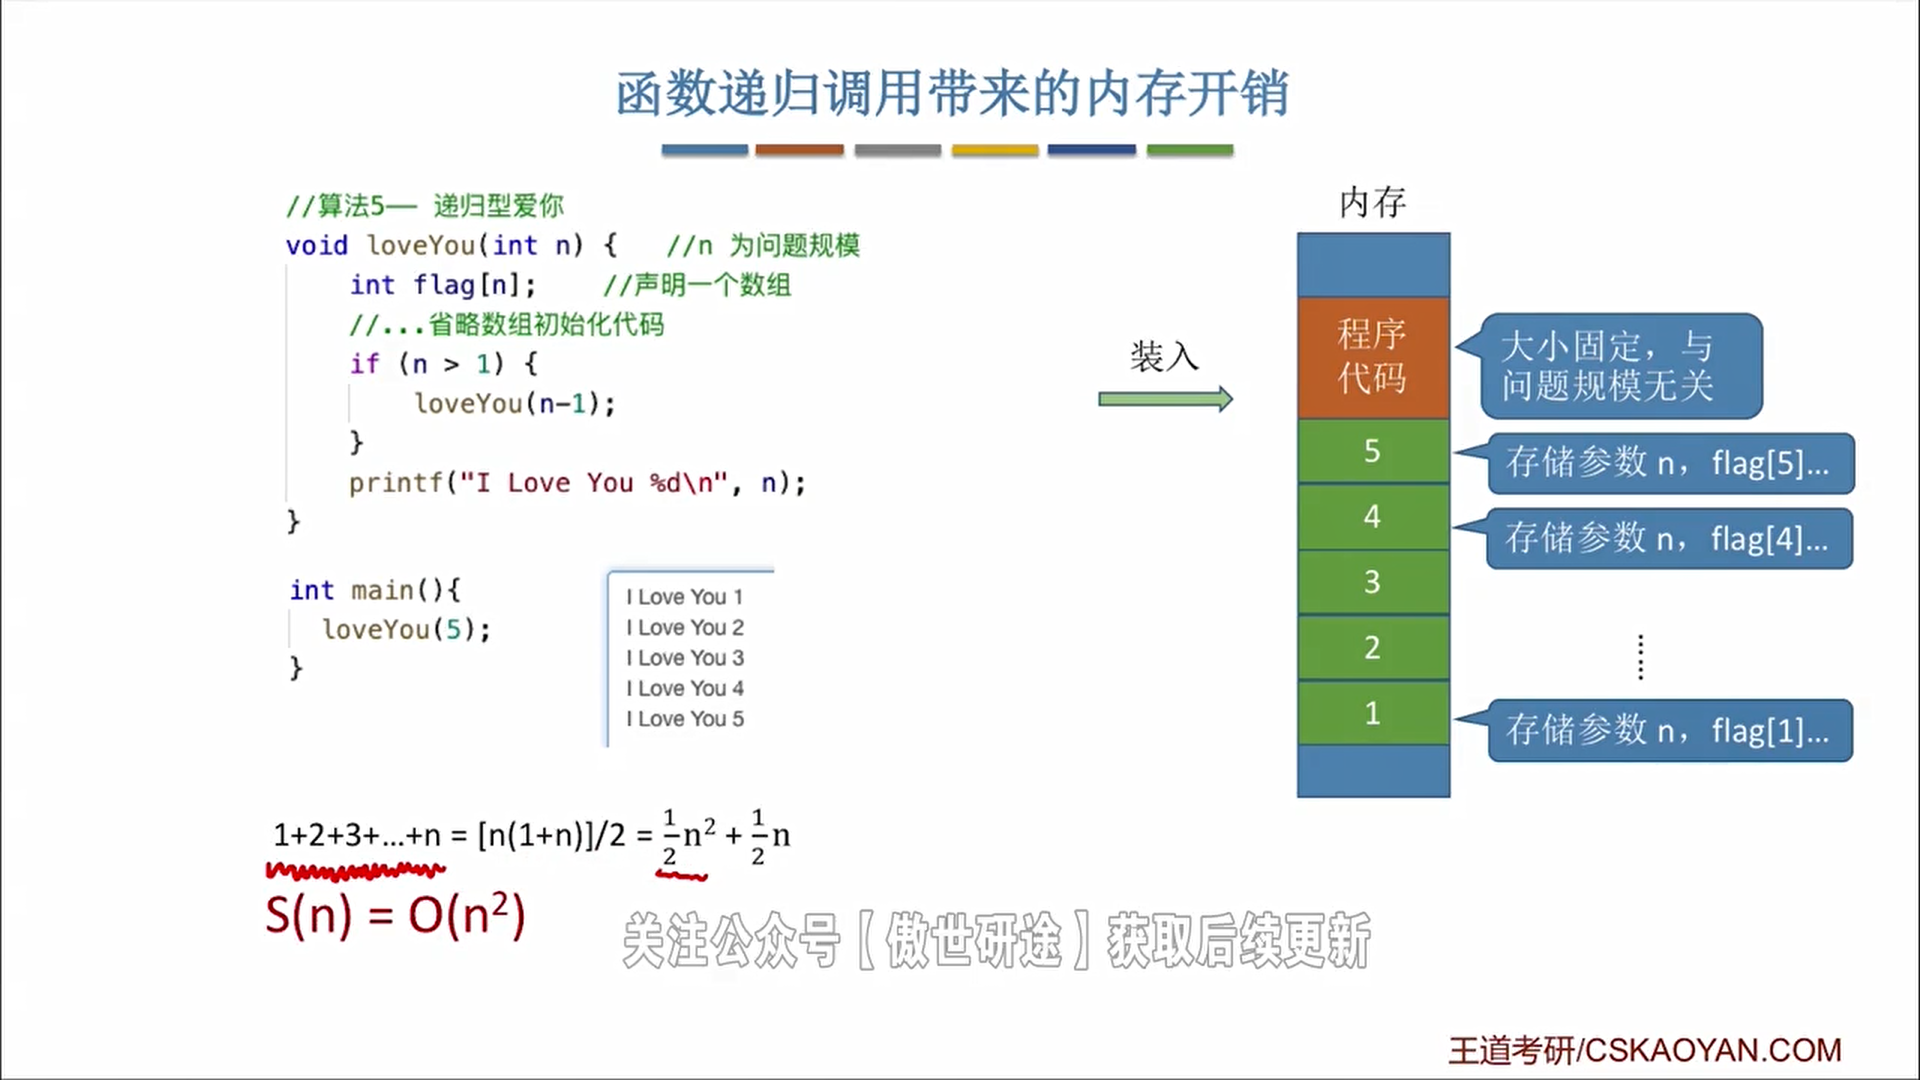 函数递归调用带来的内存开销
//算法5—— 递归型爱你
void loveYou(int n) {   //n 为问题规模
    int flag[n];    //声明一个数组
    //...省略数组初始化代码
    if (n > 1) {
        loveYou(n-1);
    }
    printf("I Love You %d\n", n);
}
int main(){
  loveYou(5);
}
I Love You 1
I Love You 2
I Love You 3
I Love You 4
I Love You 5
装入
内存
程序
代码
5
4
3
2
1
大小固定，与
问题规模无关
存储参数 n，flag[5]...
存储参数 n，flag[4]...
......
存储参数 n，flag[1]...
1+2+3+...+n = [n(1+n)]/2 = ½n² + ½n
S(n) = O(n²)
关注公众号【傲世研途】获取后续更新
王道考研/CSKAOYAN.COM